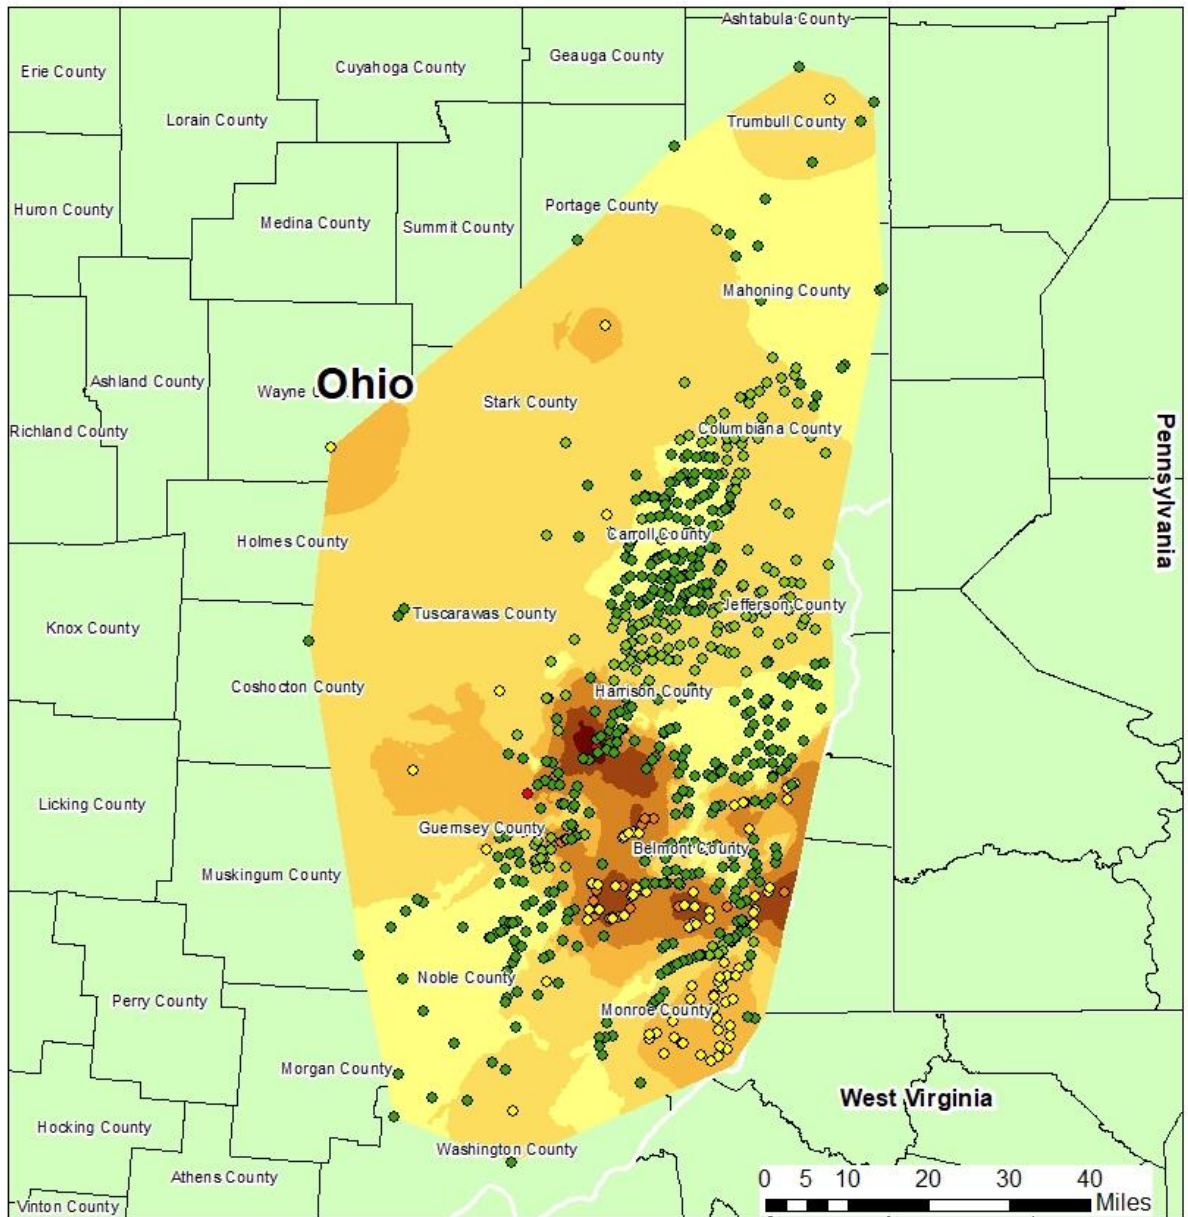 Ashtabula County
Geauga County
Cuyahoga County
Erie County
Lorain County
Trumbull County
Portage County
Huron County
Medina County
Summit County
Mahoning County
Ashland County
Ohio
Wayne C
Stark County
Richland County
Columbiana County
Pennsylvania
Carroll County
Holmes County
Jefferson County
Tuscarawas County
Knox County
Coshocton County
Harrison County
Licking County
Guernsey County
Belmont County
Muskingum County
Noble County
Perry County
Monroe County
Morgan County
West Virginia
Hocking County
Washington County
Athens County
Vinton County
0 5 10 20 30 40
Miles